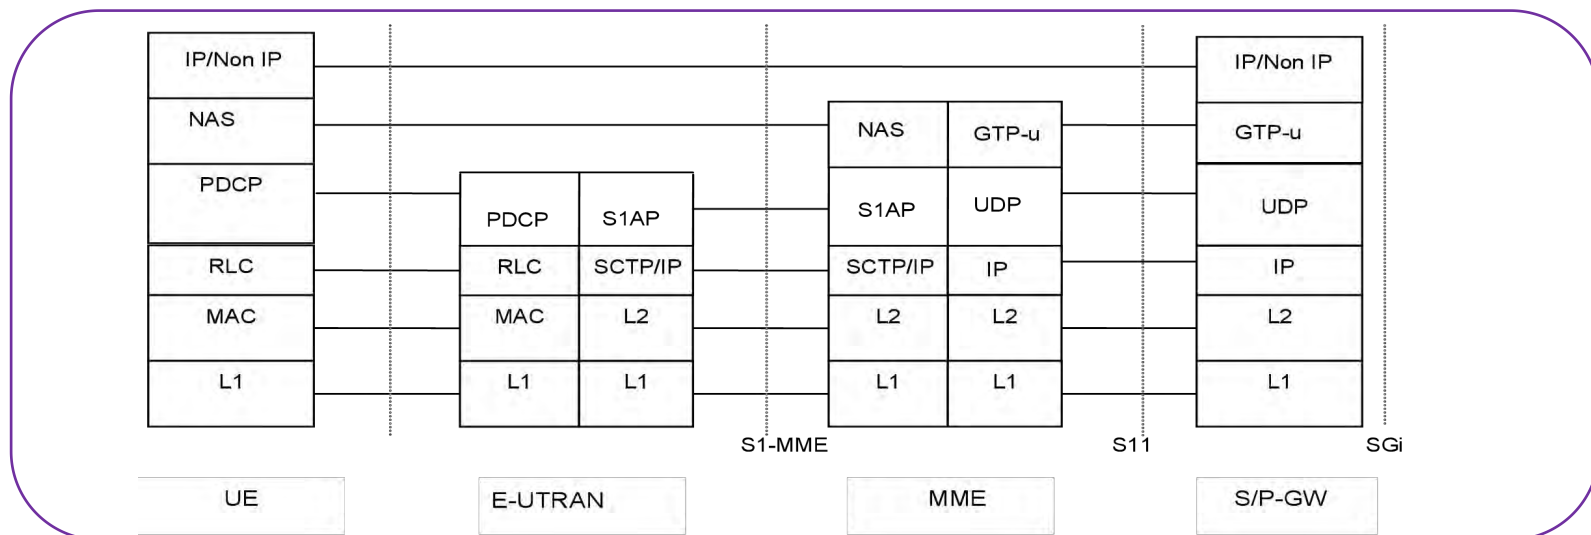 IP/Non IP
NAS
PDCP
RLC
MAC
L1
PDCP S1AP
RLC SCTP/IP
MAC L2
L1 L1
NAS GTP-u
S1AP UDP
SCTP/IP IP
L2 L2
L1 L1
IP/Non IP
GTP-u
UDP
IP
L2
L1
S1-MME S11 SGi
UE E-UTRAN MME S/P-GW